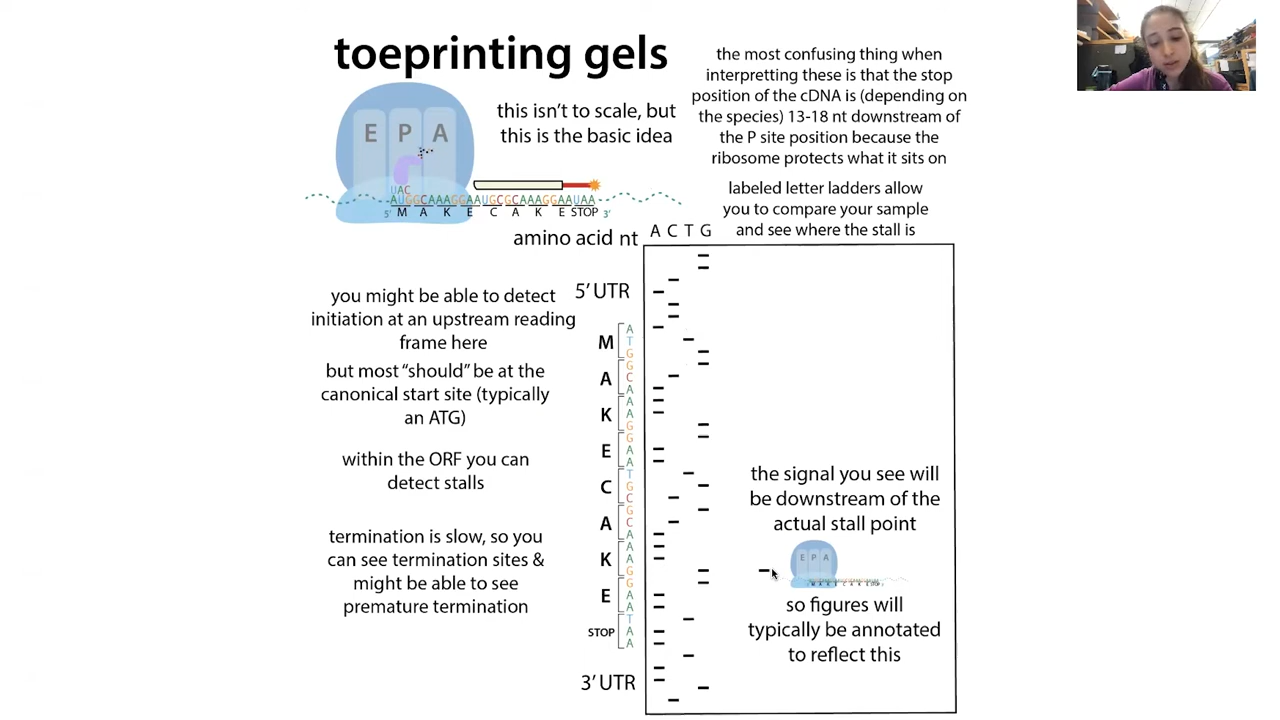 toeprinting gels
this isn't to scale, but
this is the basic idea
E P A
UAC
AUGGCAAAGGAAUGCGCAAAGGAAUAA
5' M A K E C A K E STOP 3'
the most confusing thing when
interpretting these is that the stop
position of the cDNA is (depending on
the species) 13-18 nt downstream of
the P site position because the
ribosome protects what it sits on
labeled letter ladders allow
you to compare your sample
and see where the stall is
amino acid nt
A C T G
5' UTR
you might be able to detect
initiation at an upstream reading
frame here
but most “should” be at the
canonical start site (typically
an ATG)
within the ORF you can
detect stalls
termination is slow, so you
can see termination sites &
might be able to see
premature termination
M
A
T
G
A
G
C
A
K
A
A
G
E
G
A
A
C
T
G
C
A
G
C
A
K
A
A
G
E
G
A
A
STOP
T
A
A
3' UTR
the signal you see will
be downstream of the
actual stall point
E P A
so figures will
typically be annotated
to reflect this